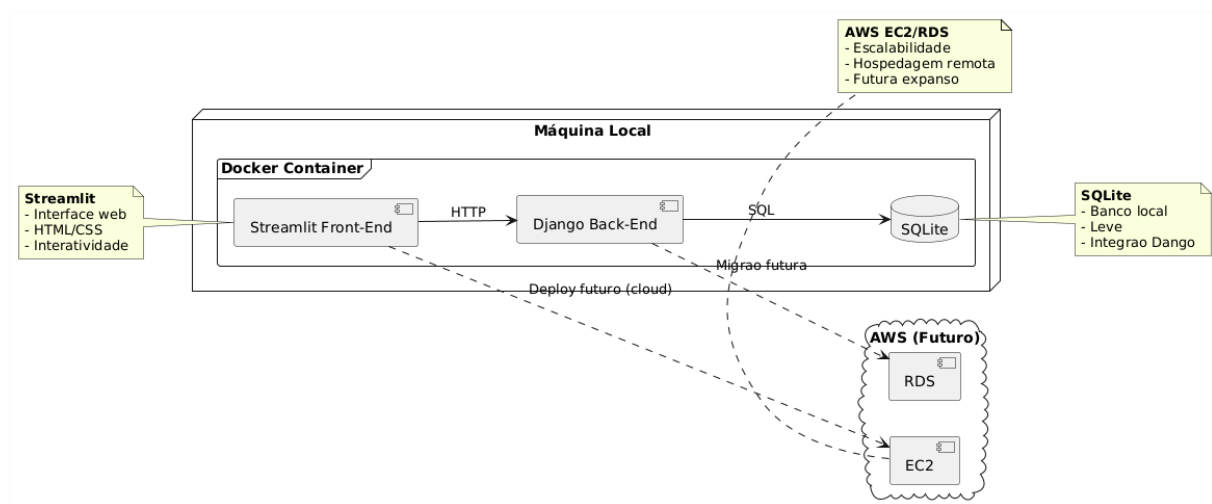 AWS EC2/RDS
- Escalabilidade
- Hospedagem remota
- Futura expanso
Máquina Local
Docker Container
Streamlit
- Interface web
- HTML/CSS
- Interatividade
Streamlit Front-End
HTTP
Django Back-End
SQL
SQLite
SQLite
- Banco local
- Leve
- Integrao Dango
Migrao futura
Deploy futuro (cloud)
AWS (Futuro)
RDS
EC2